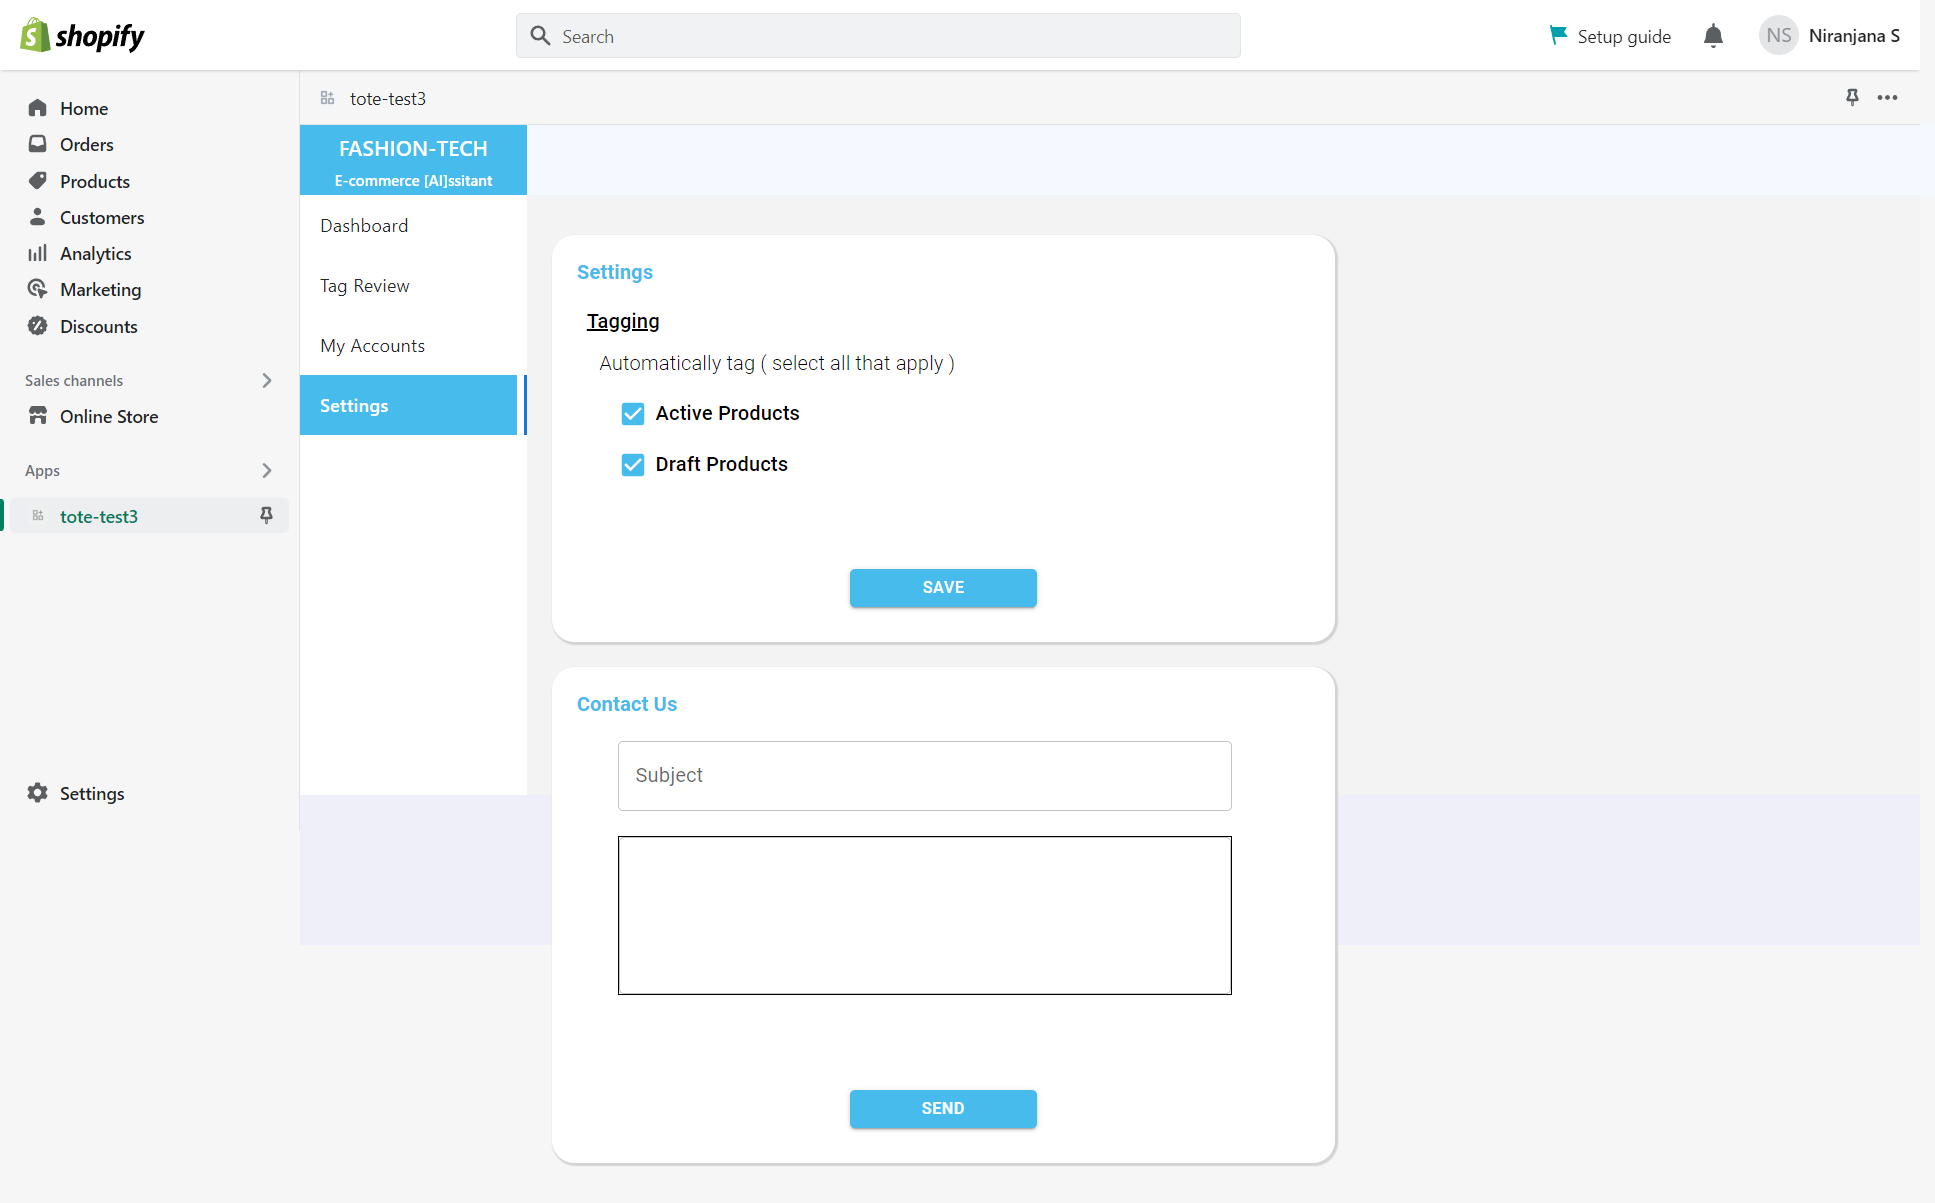 shopify
Search
Setup guide
NS
Niranjana S
Home
Orders
Products
Customers
Analytics
Marketing
Discounts
Sales channels
Online Store
Apps
tote-test3
Settings
tote-test3
FASHION-TECH
E-commerce [AI]ssitant
Dashboard
Tag Review
My Accounts
Settings
Settings
Tagging
Automatically tag ( select all that apply )
Active Products
Draft Products
SAVE
Contact Us
Subject
SEND